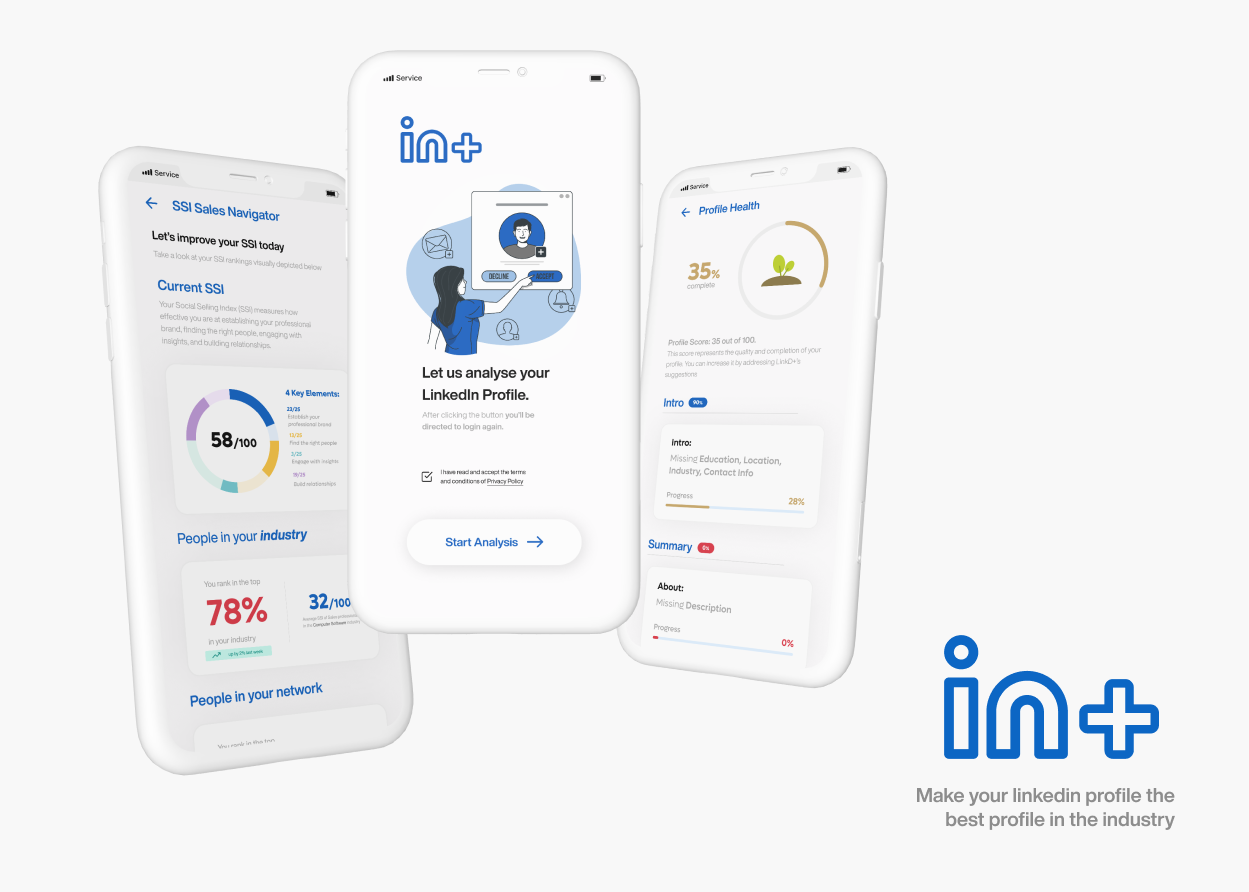 Service
SSI Sales Navigator
Let's improve your SSI today
Take a look at your SSI rankings visually depicted below
Current SSI
Your Social Selling Index (SSI) measures how
effective you are at establishing your professional
brand, finding the right people, engaging with
insights, and building relationships.
58/100
4 Key Elements:
23/25
Establish your
professional brand
Find the right people
Engage with insights
Build relationships
People in your industry
You rank in the top
78%
in your industry
up by 2% last week
32/100
in the Computer Software industry
People in your network
You rank in the top
Service
in+
DECLINE
ACCEPT
Let us analyse your
LinkedIn Profile.
After clicking the button you'll be
directed to login again.
I have read and accept the terms
and conditions of Privacy Policy
Start Analysis
Service
Profile Health
35%
complete
Profile Score: 35 out of 100.
This score represents the quality and completion of your
profile. You can increase it by addressing LinkD+'s
suggestions
Intro 90%
Intro:
Missing Education, Location,
Industry, Contact Info
Progress 28%
Summary 0%
About:
Missing Description
Progress 0%
in+
Make your linkedin profile the
best profile in the industry